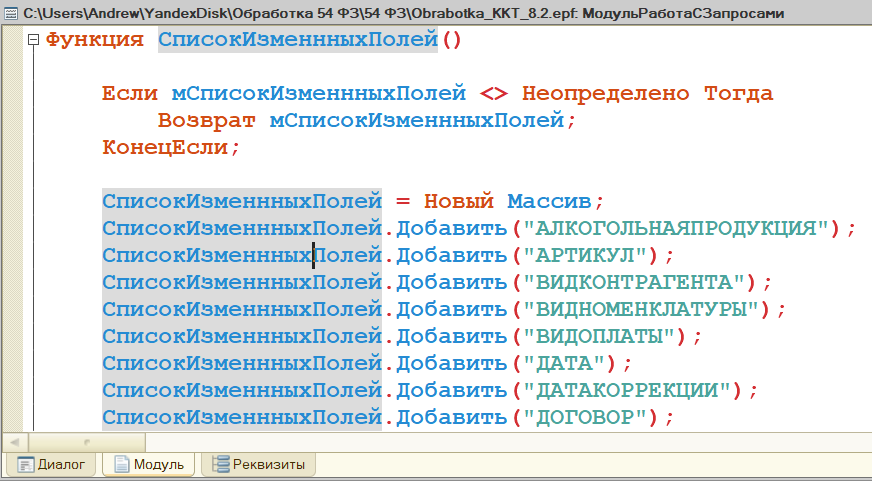 C:\Users\Andrew\YandexDisk\Обработка 54 ФЗ\54 ФЗ\Obrabotka_KKT_8.2.epf: МодульРаботаСЗапросами
Функция СписокИзменнныхПолей()
Если мСписокИзменнныхПолей <> Неопределено Тогда
Возврат мСписокИзменнныхПолей;
КонецЕсли;
СписокИзменнныхПолей = Новый Массив;
СписокИзменнныхПолей.Добавить("АЛКОГОЛЬНАЯПРОДУКЦИЯ");
СписокИзменнныхПолей.Добавить("АРТИКУЛ");
СписокИзменнныхПолей.Добавить("ВИДКОНТРАГЕНТА");
СписокИзменнныхПолей.Добавить("ВИДНОМЕНКЛАТУРЫ");
СписокИзменнныхПолей.Добавить("ВИДОПЛАТЫ");
СписокИзменнныхПолей.Добавить("ДАТА");
СписокИзменнныхПолей.Добавить("ДАТАКОРРЕКЦИИ");
СписокИзменнныхПолей.Добавить("ДОГОВОР");
Диалог Модуль Реквизиты